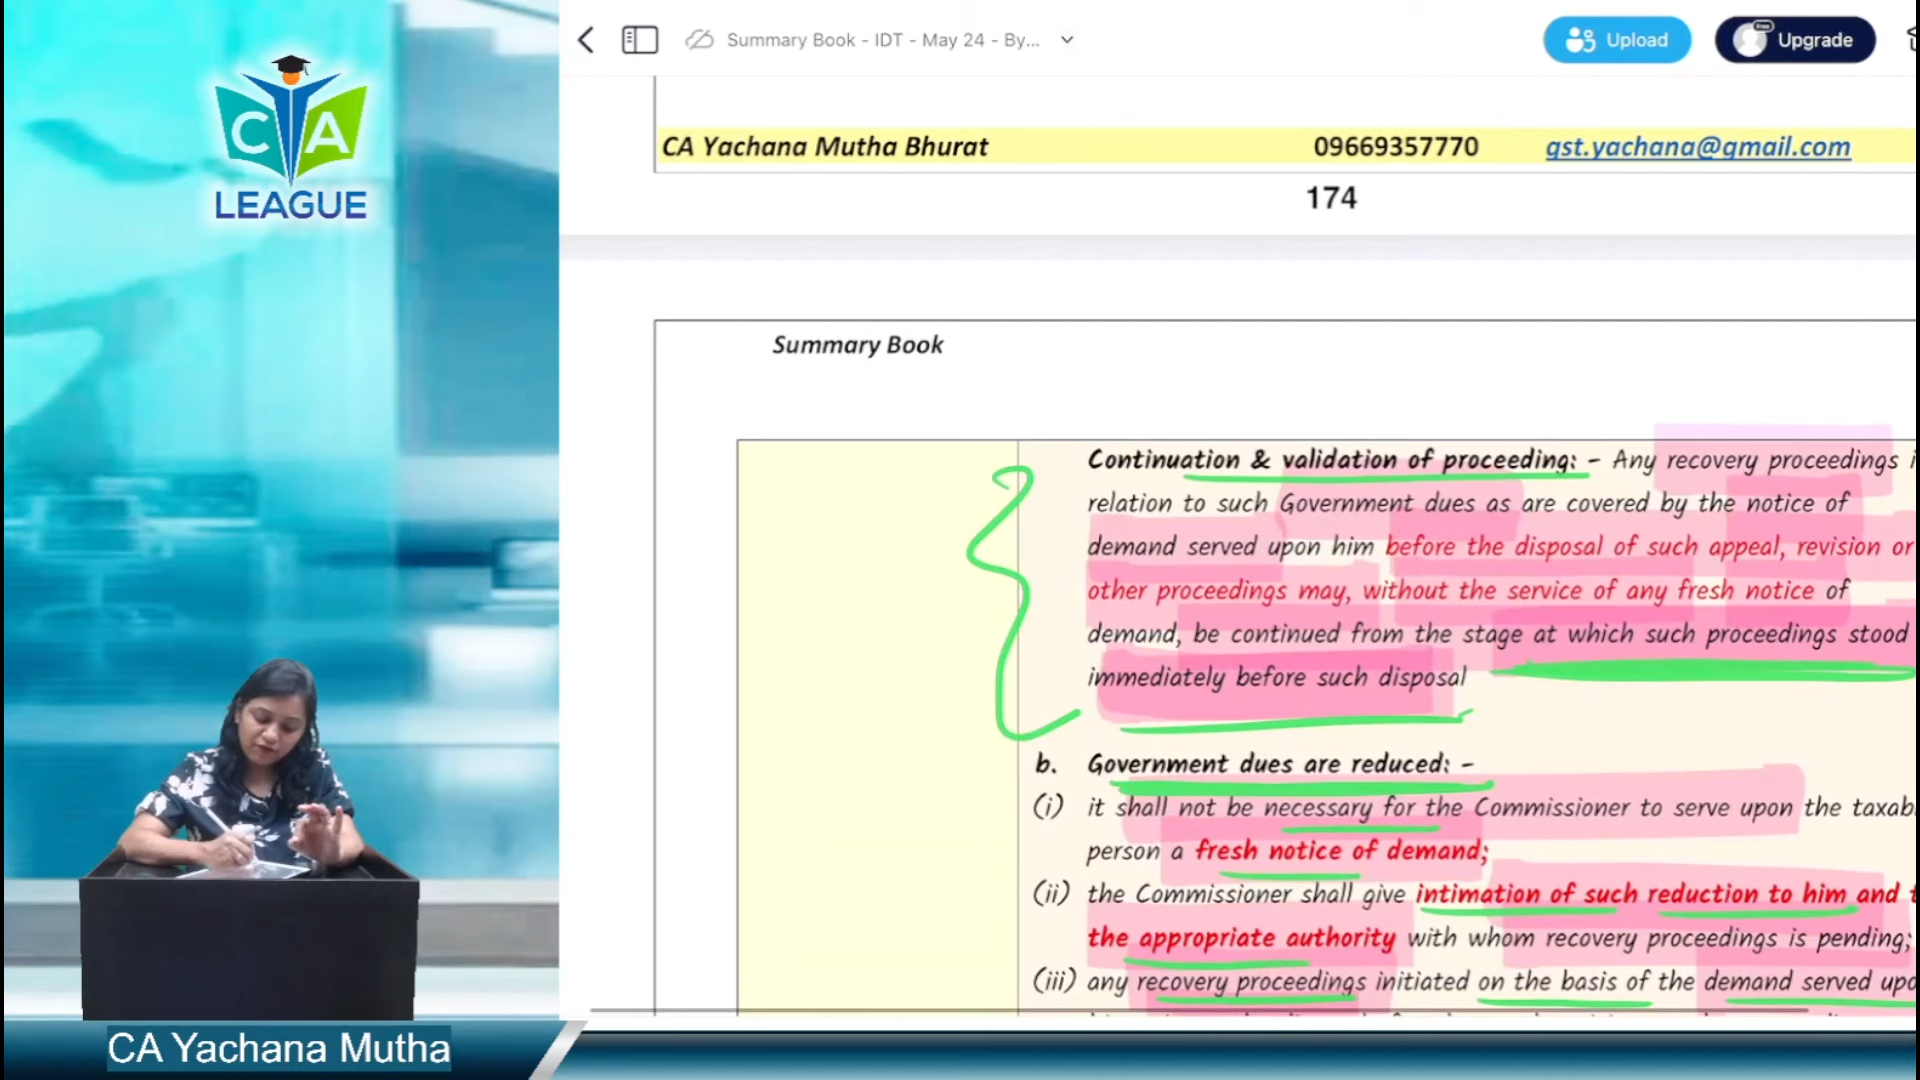 CA
LEAGUE
Summary Book - IDT - May 24 - By...
Upload
Free
Upgrade
CA Yachana Mutha Bhurat 09669357770 gst.yachana@gmail.com
174
Summary Book
Continuation & validation of proceeding: - Any recovery proceedings i
relation to such Government dues as are covered by the notice of
demand served upon him before the disposal of such appeal, revision or
other proceedings may, without the service of any fresh notice of
demand, be continued from the stage at which such proceedings stood
immediately before such disposal
b. Government dues are reduced: -
(i) it shall not be necessary for the Commissioner to serve upon the taxab
person a fresh notice of demand;
(ii) the Commissioner shall give intimation of such reduction to him and t
the appropriate authority with whom recovery proceedings is pending;
(iii) any recovery proceedings initiated on the basis of the demand served upo
CA Yachana Mutha